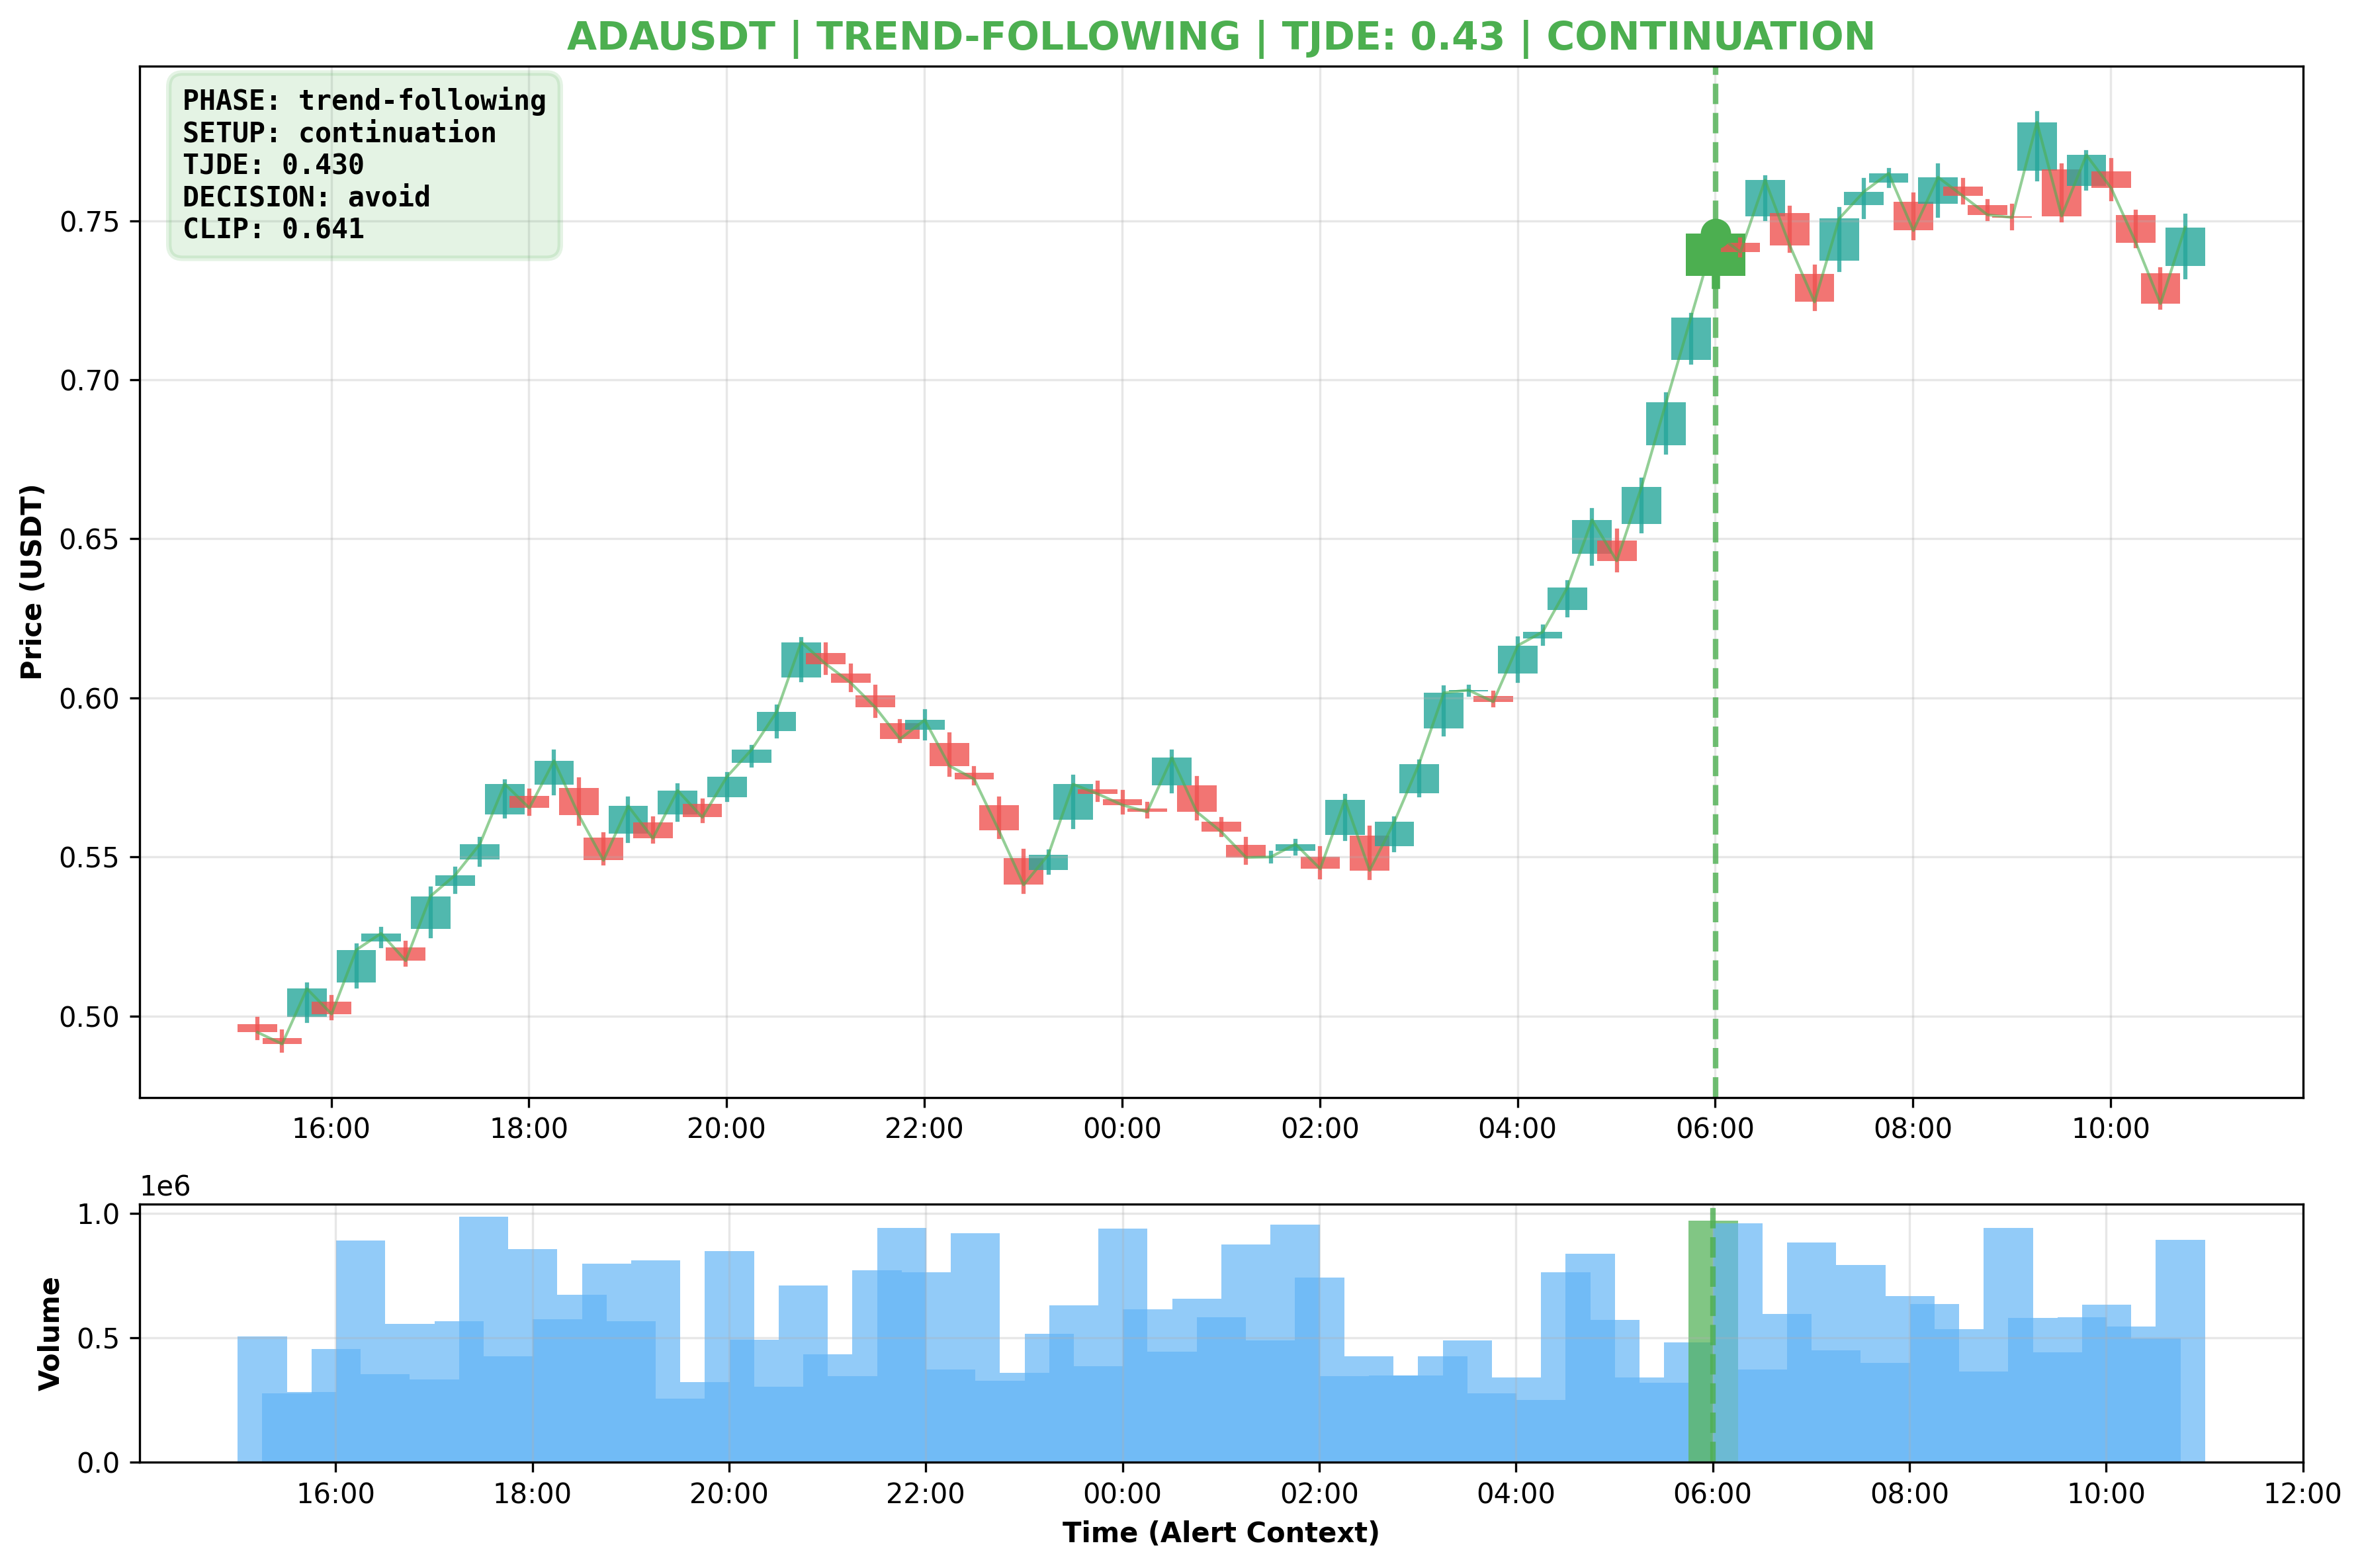 ADAUSDT | TREND-FOLLOWING | TJDE: 0.43 | CONTINUATION
PHASE: trend-following
SETUP: continuation
TJDE: 0.430
DECISION: avoid
CLIP: 0.641
Price (USDT)
0.75
0.70
0.65
0.60
0.55
0.50
16:00 18:00 20:00 22:00 00:00 02:00 04:00 06:00 08:00 10:00
1e6
Volume
1.0
0.5
0.0
16:00 18:00 20:00 22:00 00:00 02:00 04:00 06:00 08:00 10:00 12:00
Time (Alert Context)